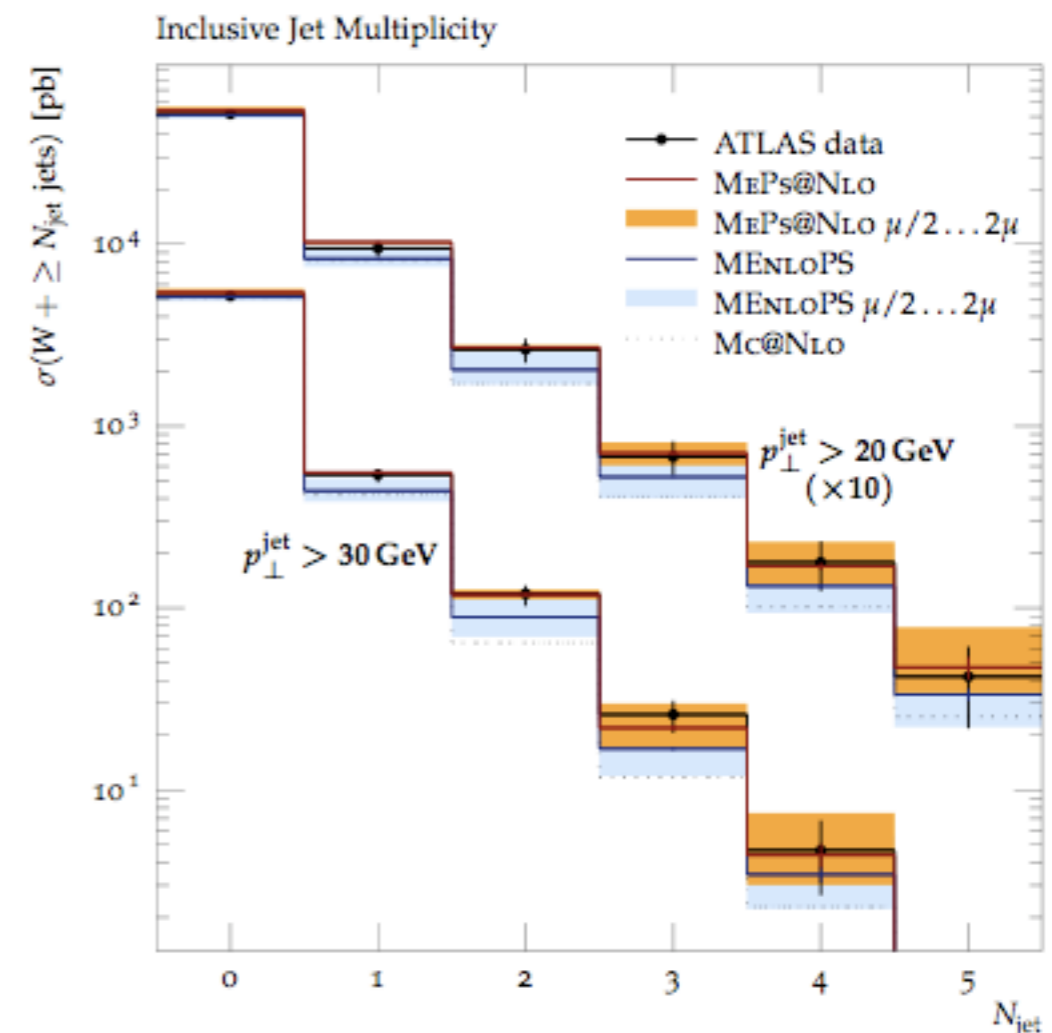 Inclusive Jet Multiplicity
σ(W + ≥ N_jet jets) [pb]
ATLAS data
MEPS@NLO
MEPS@NLO μ/2...2μ
MENLOPS
MENLOPS μ/2...2μ
MC@NLO
10^4
10^3
10^2
10^1
p_⊥^jet > 20 GeV
(×10)
p_⊥^jet > 30 GeV
0 1 2 3 4 5
N_jet